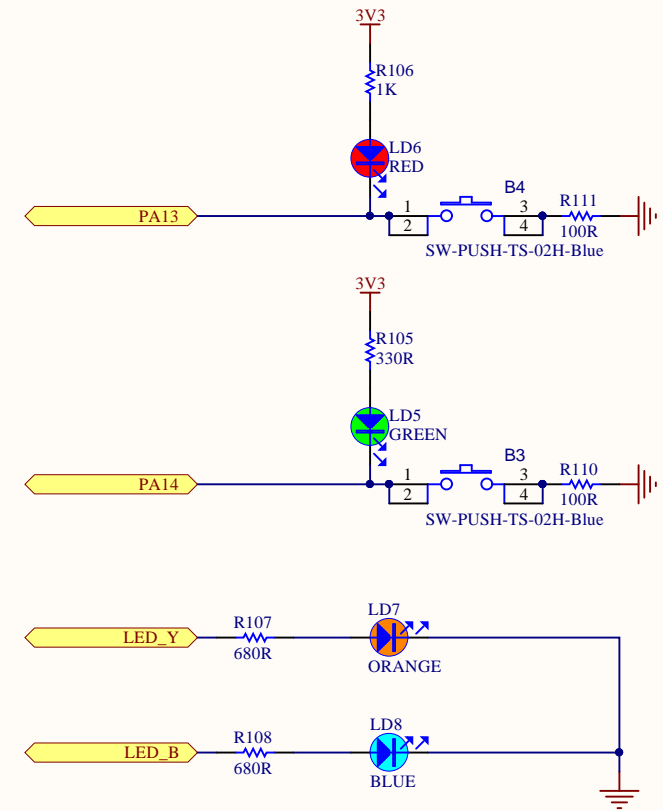 3V3
R106
1K
LD6
RED
PA13
1
2
B4
3
4
R111
100R
SW-PUSH-TS-02H-Blue
3V3
R105
330R
LD5
GREEN
PA14
1
2
B3
3
4
R110
100R
SW-PUSH-TS-02H-Blue
LED_Y
R107
680R
LD7
ORANGE
LED_B
R108
680R
LD8
BLUE